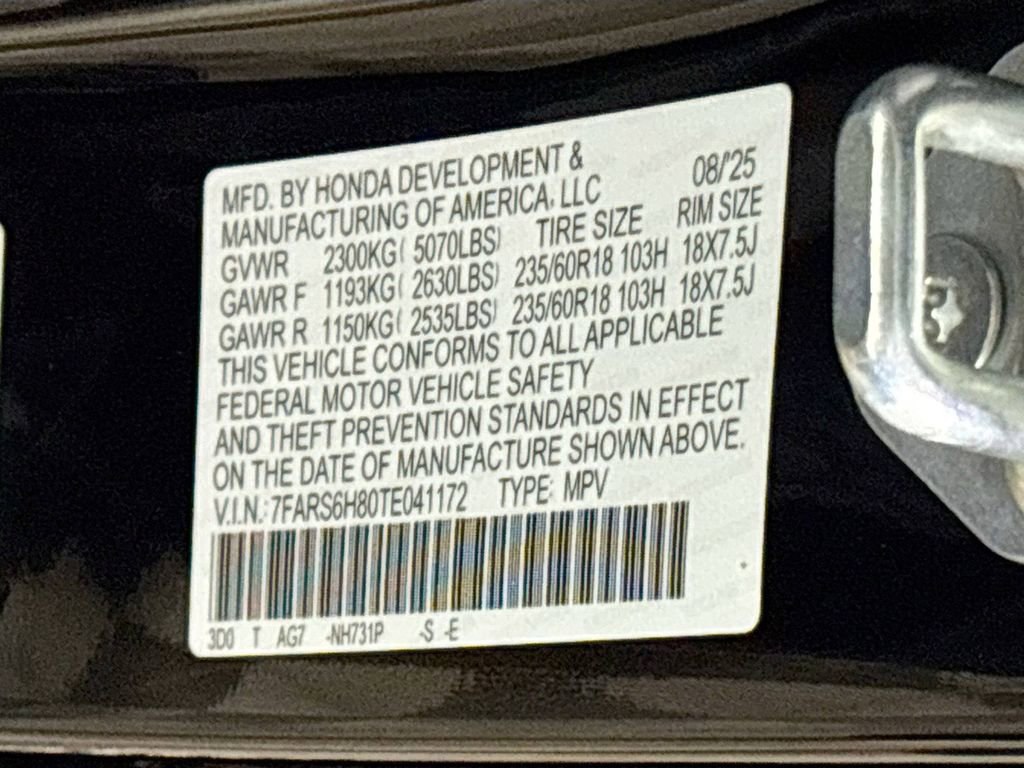 MFD. BY HONDA DEVELOPMENT & 08/'25
MANUFACTURING OF AMERICA, LLC
GVWR 2300KG( 5070LBS) TIRE SIZE RIM SIZE
GAWR F 1193KG( 2630LBS) 235/60R18 103H 18X7.5J
GAWR R 1150KG( 2535LBS) 235/60R18 103H 18X7.5J
THIS VEHICLE CONFORMS TO ALL APPLICABLE
FEDERAL MOTOR VEHICLE SAFETY
AND THEFT PREVENTION STANDARDS IN EFFECT
ON THE DATE OF MANUFACTURE SHOWN ABOVE.
V.I.N.:7FARS6H80TE041172 TYPE: MPV
3D0 T AG7 -NH731P -S -E